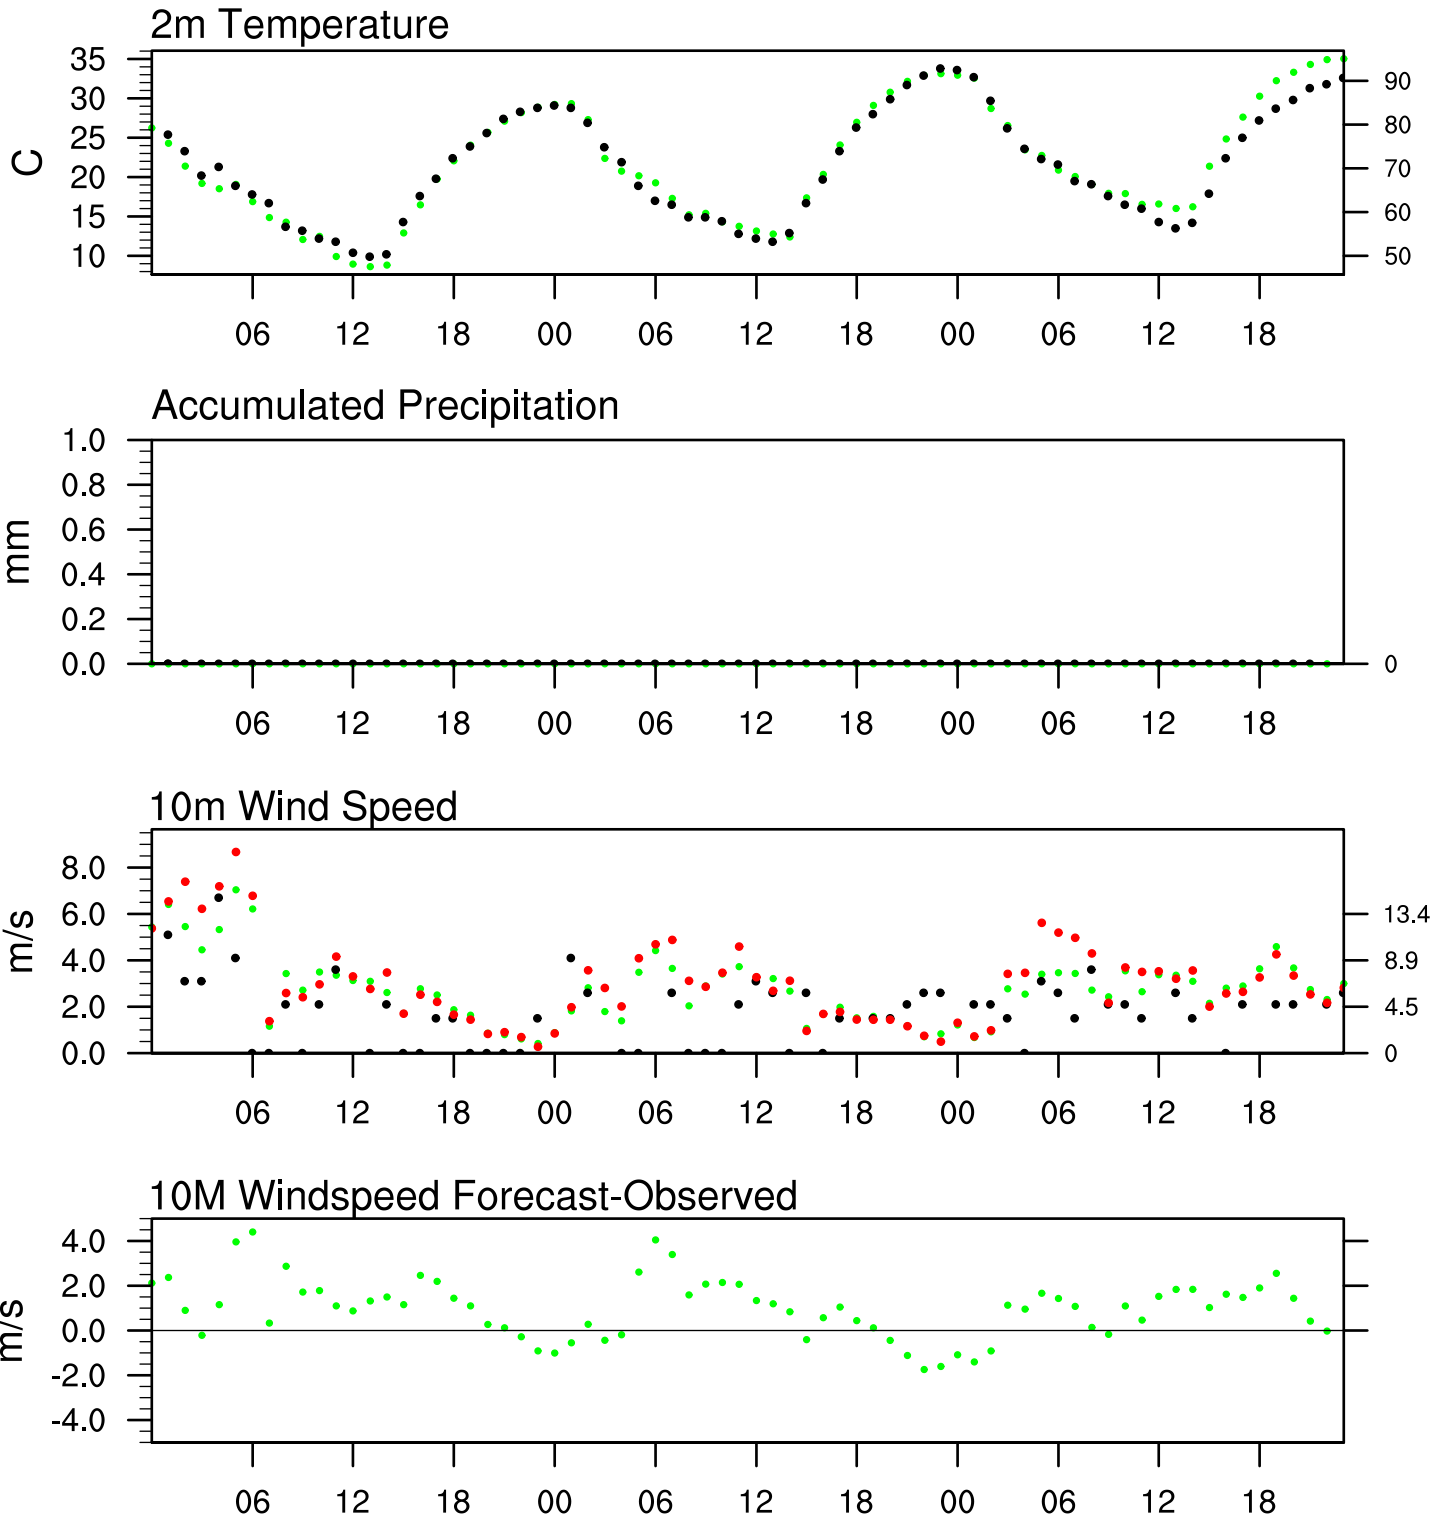 2m Temperature
35
30
25
20
15
10
C
90
80
70
60
50
06 12 18 00 06 12 18 00 06 12 18
Accumulated Precipitation
1.0
0.8
0.6
0.4
0.2
0.0
mm
0
06 12 18 00 06 12 18 00 06 12 18
10m Wind Speed
8.0
6.0
4.0
2.0
0.0
m/s
13.4
8.9
4.5
0
06 12 18 00 06 12 18 00 06 12 18
10M Windspeed Forecast-Observed
4.0
2.0
0.0
-2.0
-4.0
m/s
06 12 18 00 06 12 18 00 06 12 18